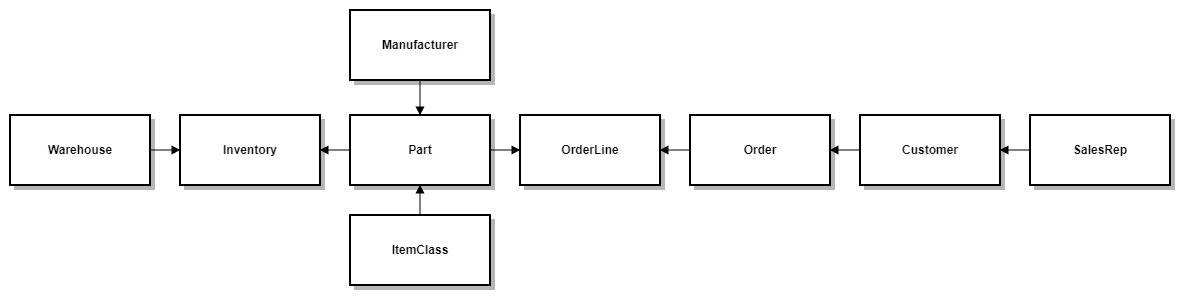 Manufacturer
Warehouse
Inventory
Part
OrderLine
Order
Customer
SalesRep
ItemClass